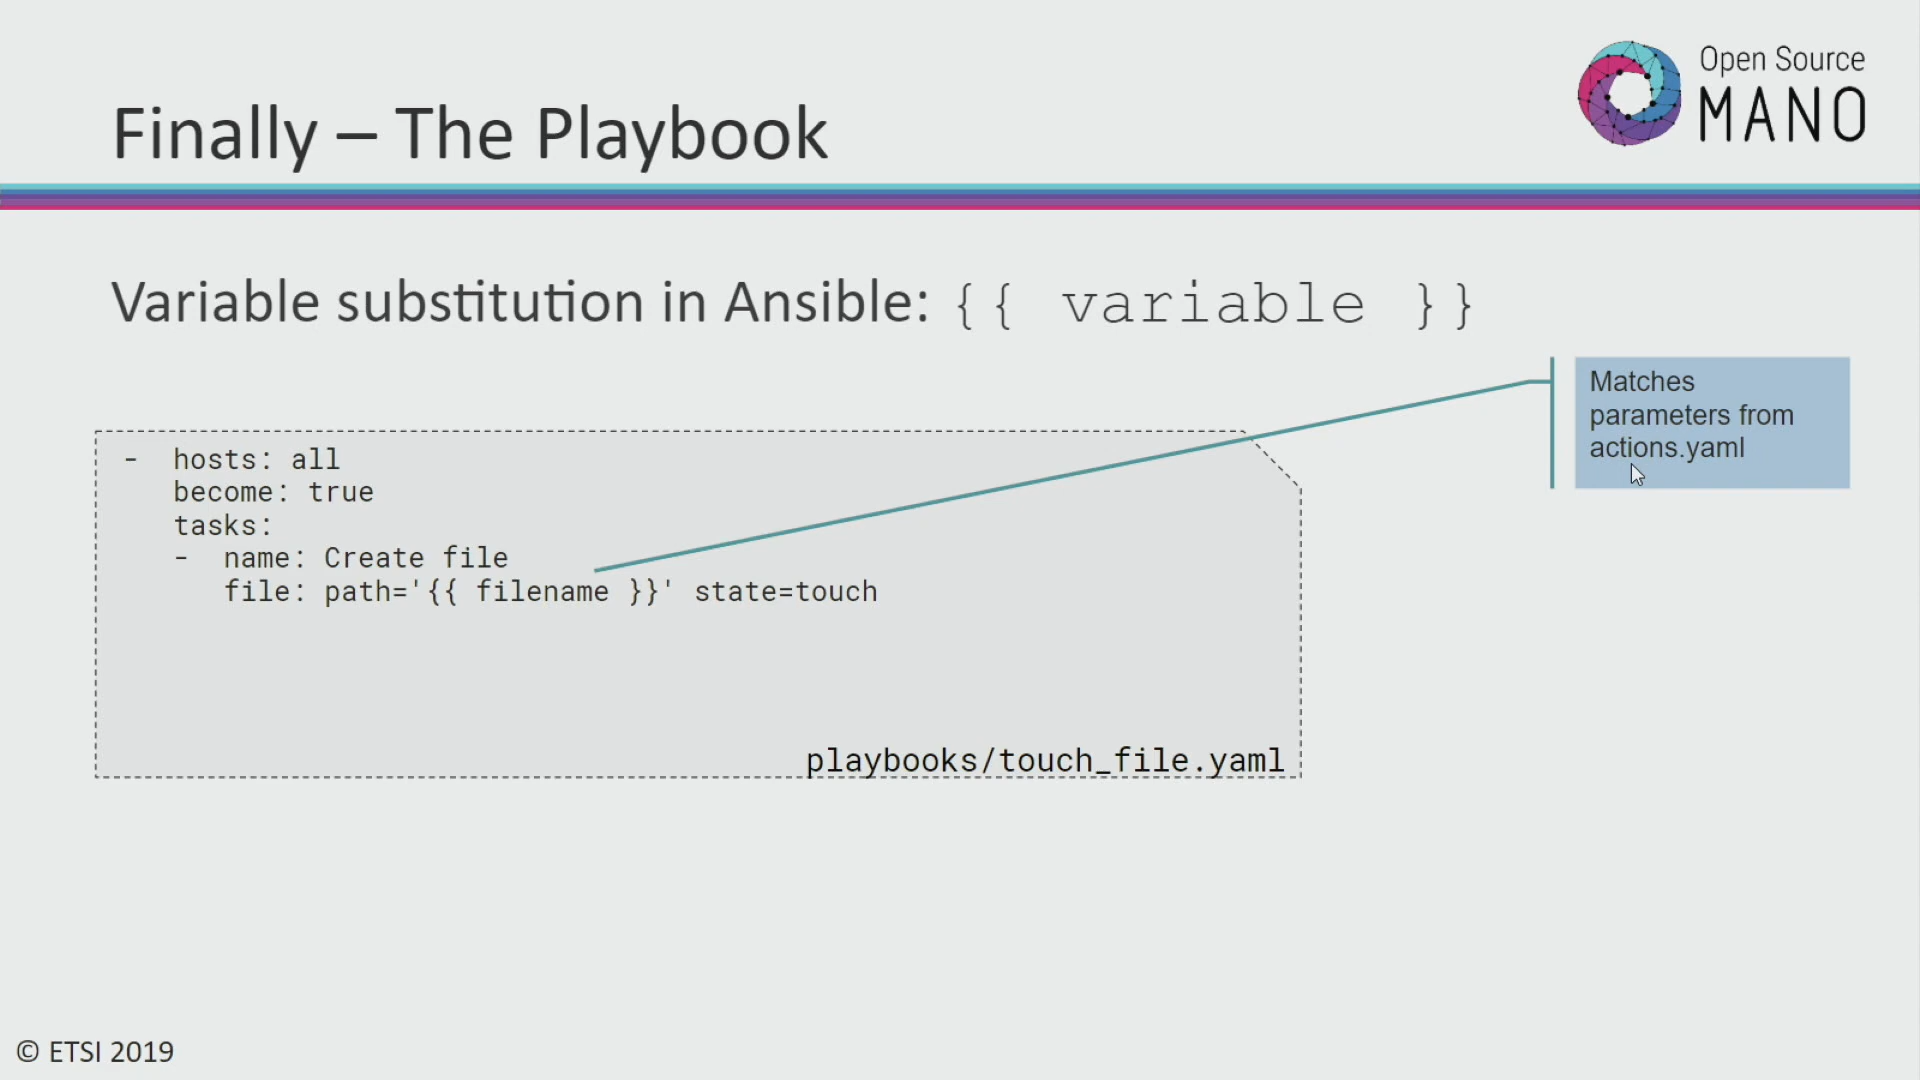 Open Source
MANO
Finally – The Playbook
Variable substitution in Ansible: {{ variable }}
Matches
parameters from
actions.yaml
- hosts: all
become: true
tasks:
- name: Create file
file: path='{{ filename }}' state=touch
playbooks/touch_file.yaml
© ETSI 2019